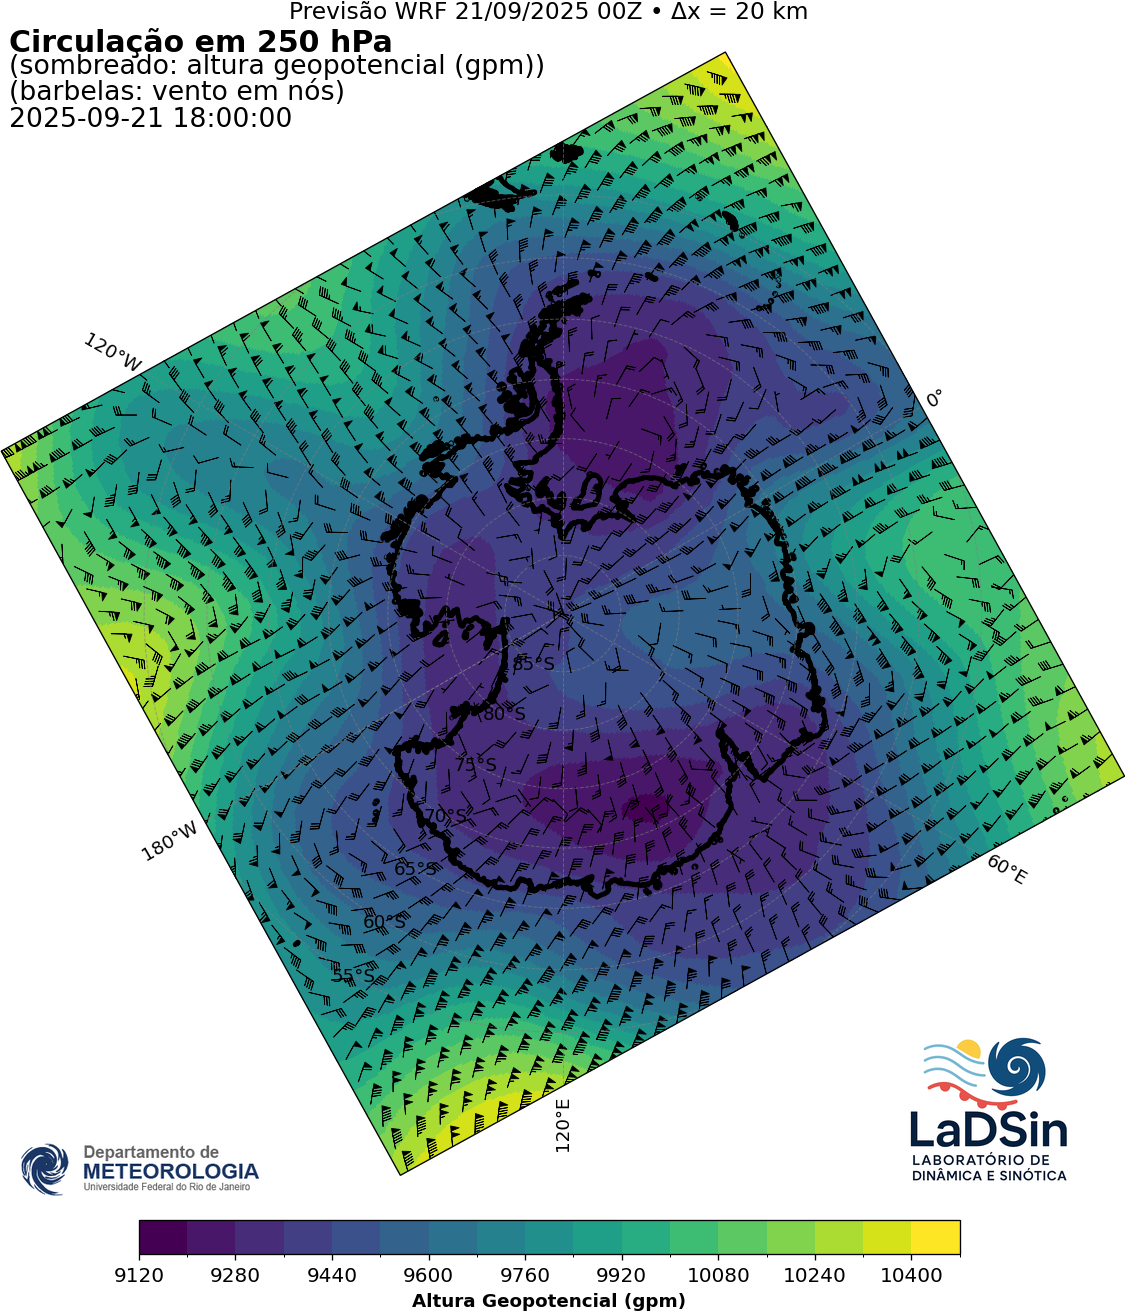 Previsão WRF 21/09/2025 00Z • Δx = 20 km
Circulação em 250 hPa
(sombreado: altura geopotencial (gpm))
(barbelas: vento em nós)
2025-09-21 18:00:00
120°W
0°
85°S
80°S
75°S
70°S
65°S
60°S
55°S
180°W
60°E
120°E
LaDSin
LABORATÓRIO DE
DINÂMICA E SINÓTICA
Departamento de
METEOROLOGIA
Universidade Federal do Rio de Janeiro
9120 9280 9440 9600 9760 9920 10080 10240 10400
Altura Geopotencial (gpm)